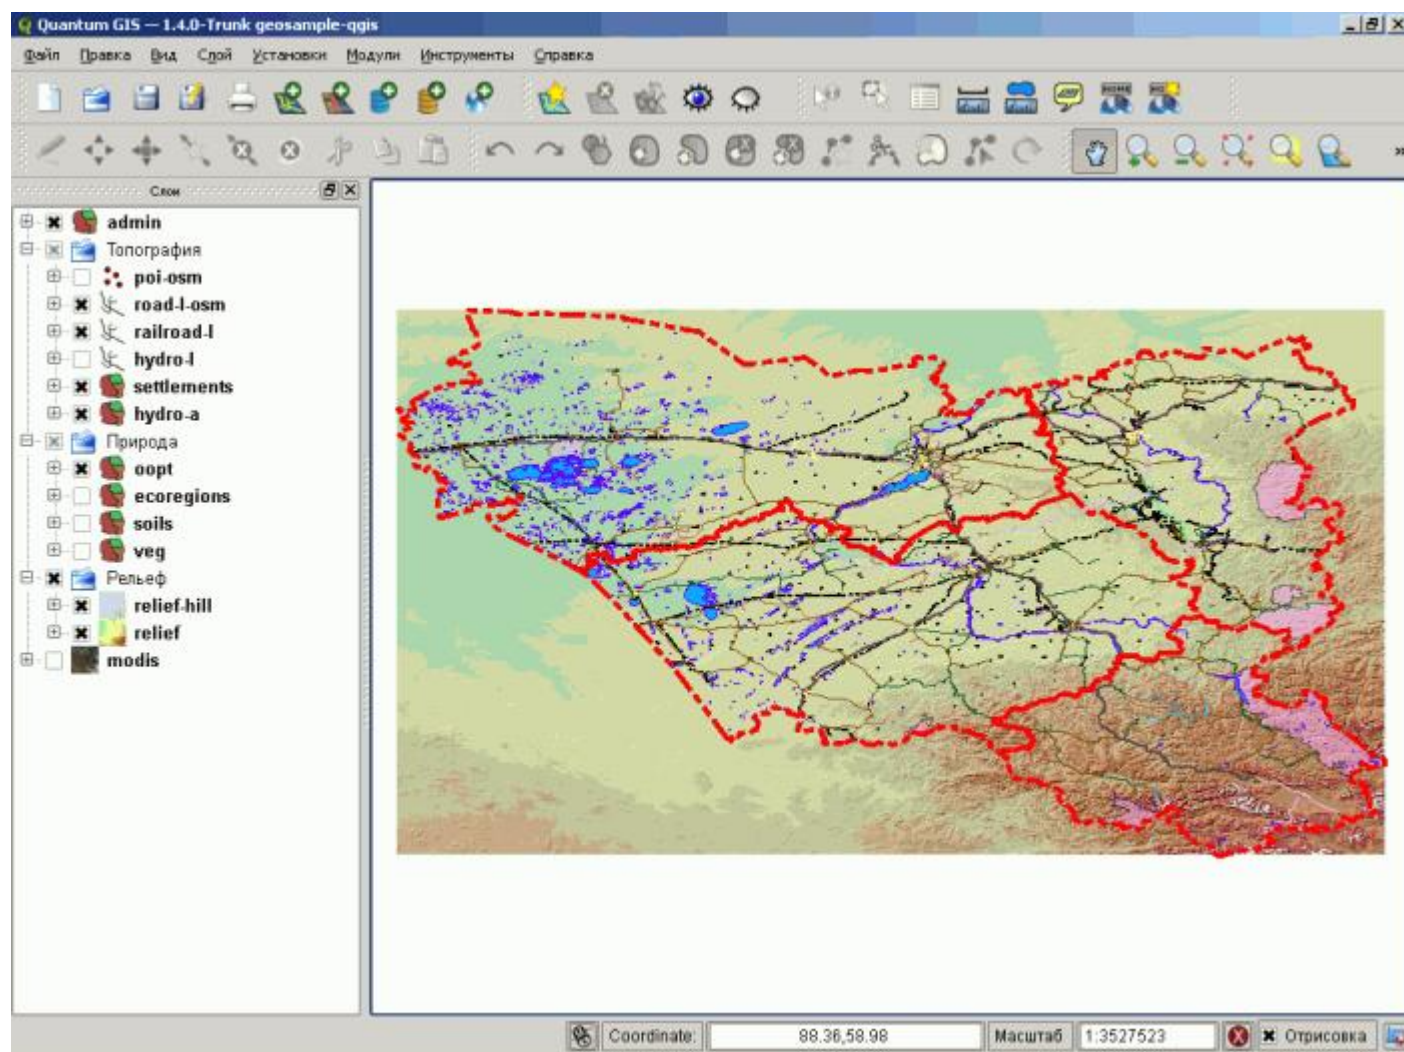 Quantum GIS — 1.4.0-Trunk geosample-qgis
Файл Правка Вид Слой Установки Модули Инструменты Справка
Слои
admin
Топография
poi-osm
road-l-osm
railroad-l
hydro-l
settlements
hydro-a
Природа
oopt
ecoregions
soils
veg
Рельеф
relief-hill
relief
modis
Coordinate: 88.36,58.98 Масштаб 1:3527523 Отрисовка